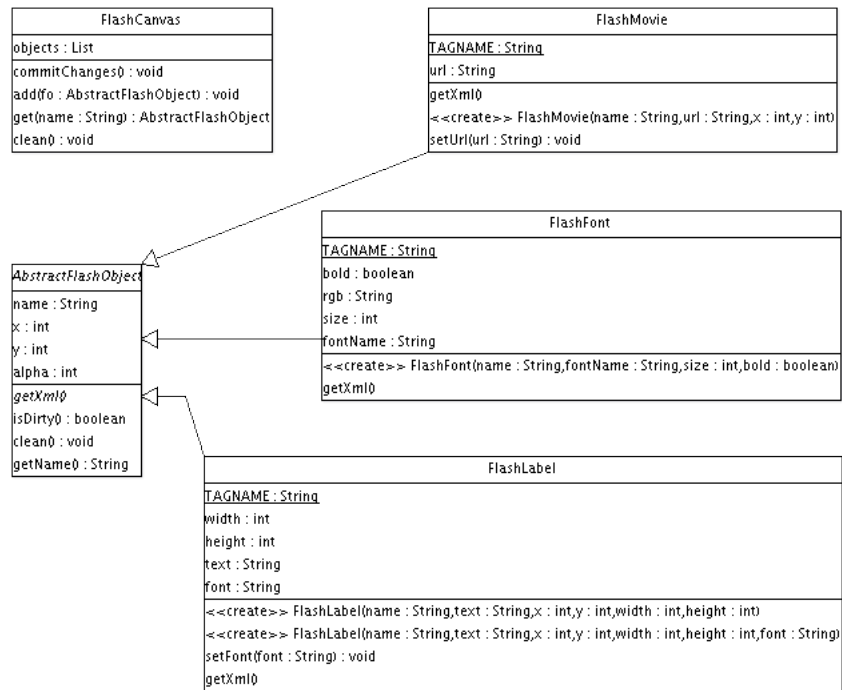 FlashCanvas
objects : List
commitChanges() : void
add(fo : AbstractFlashObject) : void
get(name : String) : AbstractFlashObject
clean() : void
FlashMovie
TAGNAME : String
url : String
getXml()
<<create>> FlashMovie(name : String,url : String,x : int,y : int)
setUrl(url : String) : void
FlashFont
TAGNAME : String
bold : boolean
rgb : String
size : int
fontName : String
<<create>> FlashFont(name : String,fontName : String,size : int,bold : boolean)
getXml()
AbstractFlashObject
name : String
x : int
y : int
alpha : int
getXml()
isDirty() : boolean
clean() : void
getName() : String
FlashLabel
TAGNAME : String
width : int
height : int
text : String
font : String
<<create>> FlashLabel(name : String,text : String,x : int,y : int,width : int,height : int)
<<create>> FlashLabel(name : String,text : String,x : int,y : int,width : int,height : int,font : String)
setFont(font : String) : void
getXml()